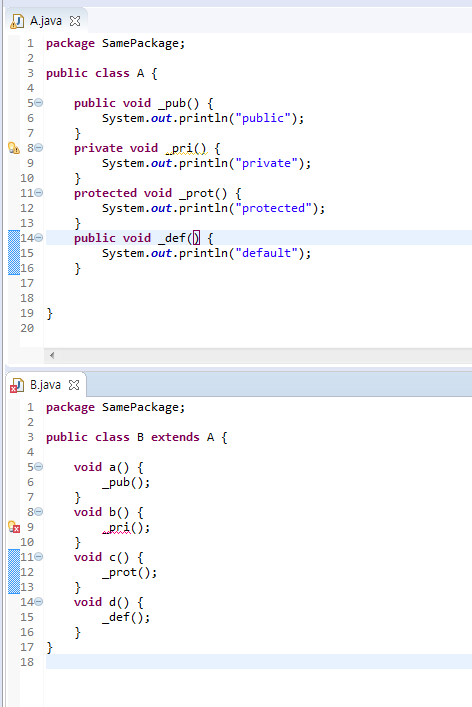 A.java
1 package SamePackage;
2
3 public class A {
4
5 public void _pub() {
6 System.out.println("public");
7 }
8 private void _pri() {
9 System.out.println("private");
10 }
11 protected void _prot() {
12 System.out.println("protected");
13 }
14 public void _def() {
15 System.out.println("default");
16 }
17
18
19 }
20
B.java
1 package SamePackage;
2
3 public class B extends A {
4
5 void a() {
6 _pub();
7 }
8 void b() {
9 _pri();
10 }
11 void c() {
12 _prot();
13 }
14 void d() {
15 _def();
16 }
17 }
18